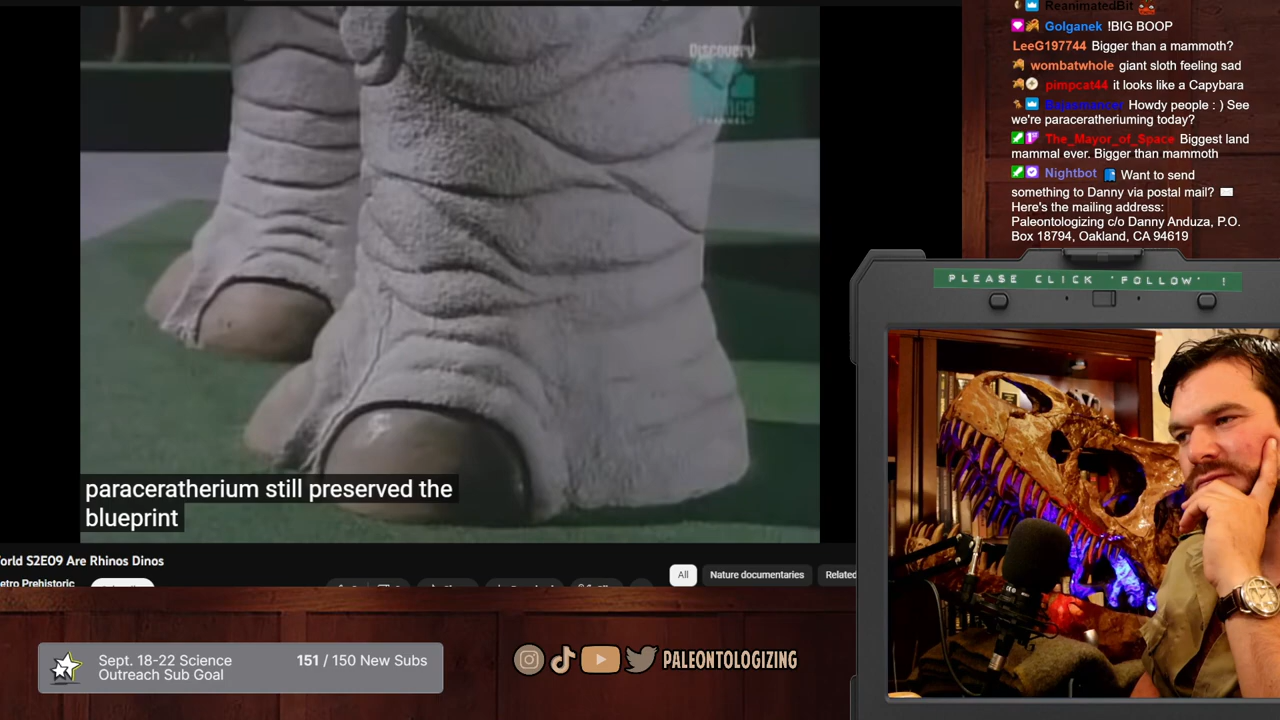 Discovery
CHANNEL
paraceratherium still preserved the
blueprint
orld S2E09 Are Rhinos Dinos
etro Prehistoric
All
Nature documentaries
Related
Sept. 18-22 Science
Outreach Sub Goal
151 / 150 New Subs
PALEONTOLOGIZING
ReanimatedBit
Golganek !BIG BOOP
LeeG197744 Bigger than a mammoth?
wombatwhole giant sloth feeling sad
pimpcat44 it looks like a Capybara
Howdy people : ) See
we're paraceratheriuming today?
The_Mayor_of_Space Biggest land
mammal ever. Bigger than mammoth
Nightbot Want to send
something to Danny via postal mail?
Here's the mailing address:
Paleontologizing c/o Danny Anduza, P.O.
Box 18794, Oakland, CA 94619
PLEASE CLICK 'FOLLOW' !